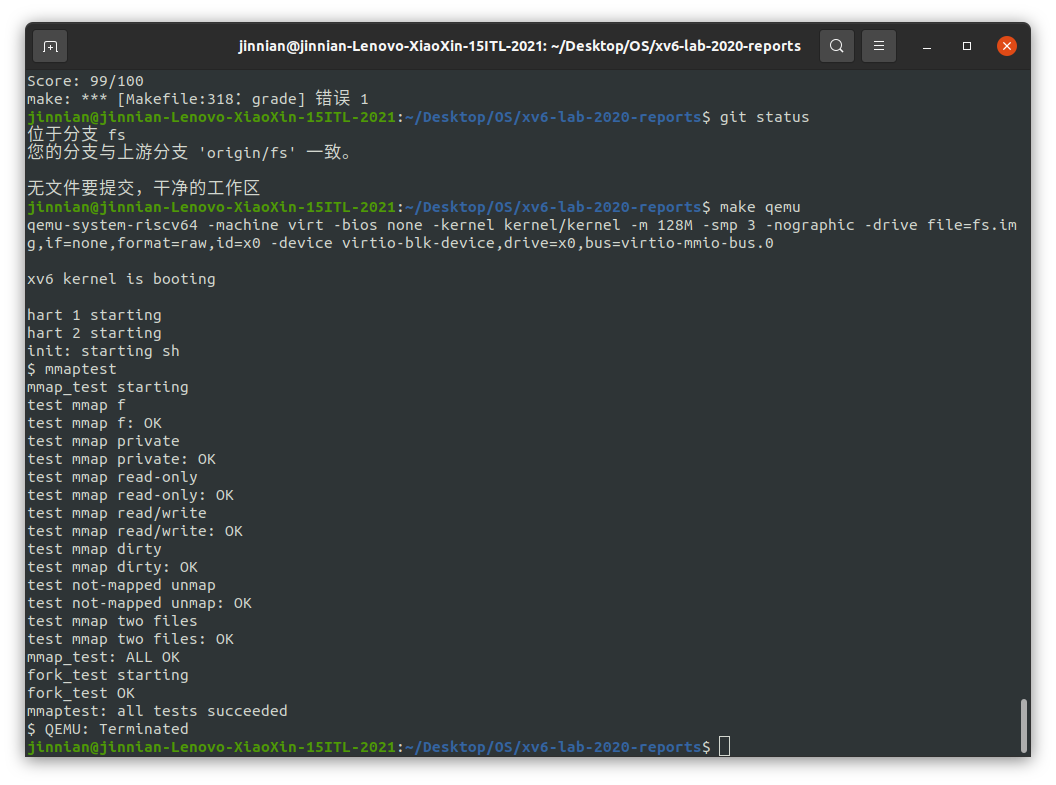 jinnian@jinnian-Lenovo-XiaoXin-15ITL-2021: ~/Desktop/OS/xv6-lab-2020-reports
Score: 99/100
make: *** [Makefile:318：grade] 错误 1
jinnian@jinnian-Lenovo-XiaoXin-15ITL-2021:~/Desktop/OS/xv6-lab-2020-reports$ git status
位于分支 fs
您的分支与上游分支 'origin/fs' 一致。
无文件要提交，干净的工作区
jinnian@jinnian-Lenovo-XiaoXin-15ITL-2021:~/Desktop/OS/xv6-lab-2020-reports$ make qemu
qemu-system-riscv64 -machine virt -bios none -kernel kernel/kernel -m 128M -smp 3 -nographic -drive file=fs.im
g,if=none,format=raw,id=x0 -device virtio-blk-device,drive=x0,bus=virtio-mmio-bus.0
xv6 kernel is booting
hart 1 starting
hart 2 starting
init: starting sh
$ mmaptest
mmap_test starting
test mmap f
test mmap f: OK
test mmap private
test mmap private: OK
test mmap read-only
test mmap read-only: OK
test mmap read/write
test mmap read/write: OK
test mmap dirty
test mmap dirty: OK
test not-mapped unmap
test not-mapped unmap: OK
test mmap two files
test mmap two files: OK
mmap_test: ALL OK
fork_test starting
fork_test OK
mmaptest: all tests succeeded
$ QEMU: Terminated
jinnian@jinnian-Lenovo-XiaoXin-15ITL-2021:~/Desktop/OS/xv6-lab-2020-reports$